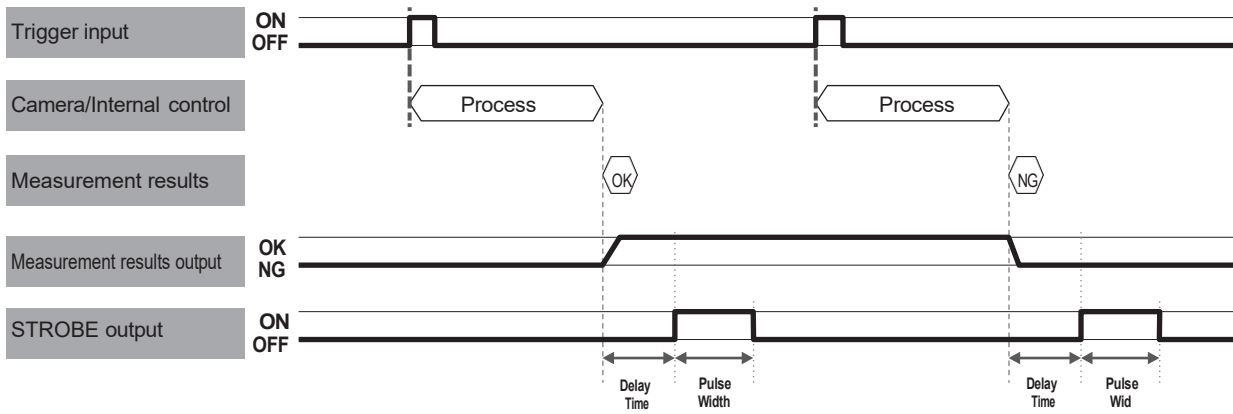 Trigger input
ON
OFF
Camera/Internal control
Process
Process
Measurement results
OK
NG
Measurement results output
OK
NG
STROBE output
ON
OFF
Delay
Time
Pulse
Width
Delay
Time
Pulse
Wid